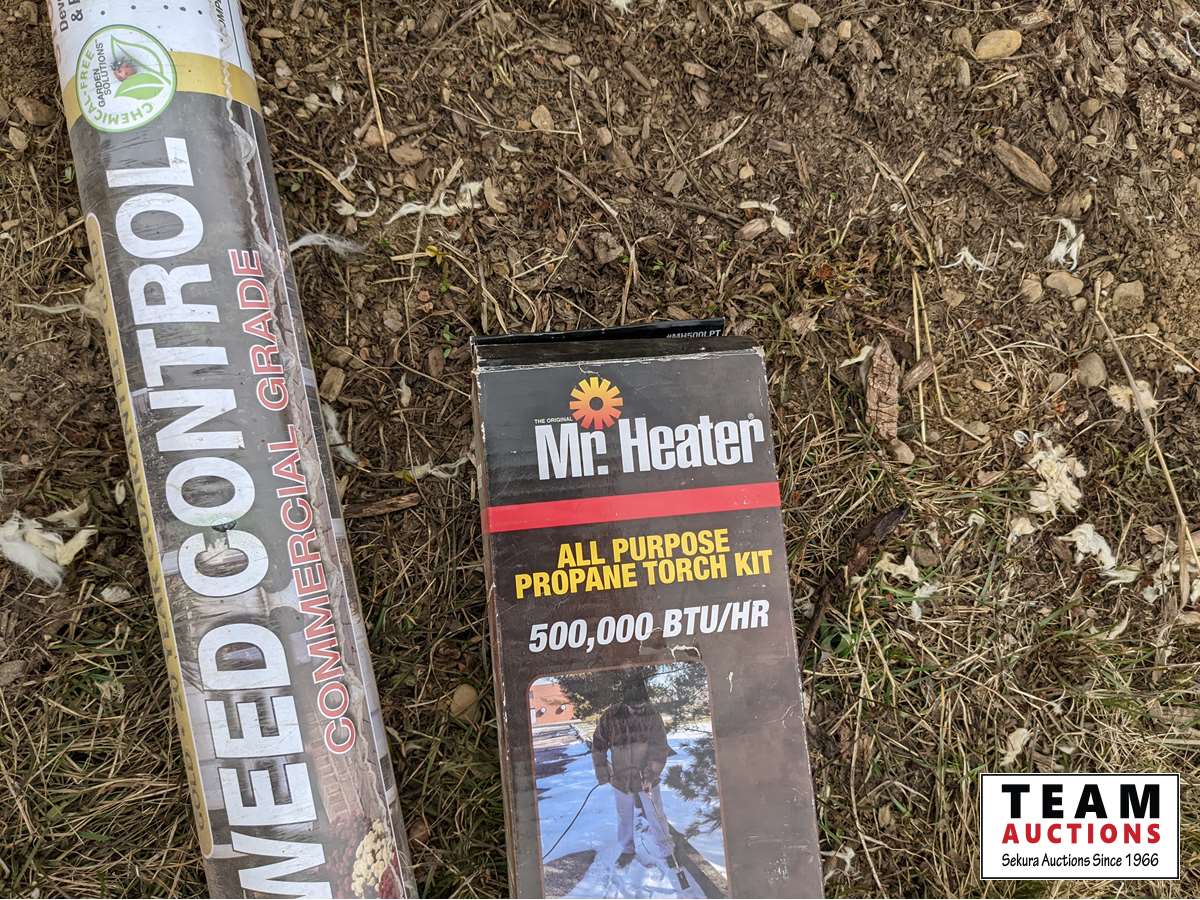 CHEMICAL-FREE
GARDEN
SOLUTIONS
WEED CONTROL
COMMERCIAL GRADE
#MH500LPT
THE ORIGINAL
Mr. Heater®
ALL PURPOSE
PROPANE TORCH KIT
500,000 BTU/HR
TEAM
AUCTIONS
Sekura Auctions Since 1966